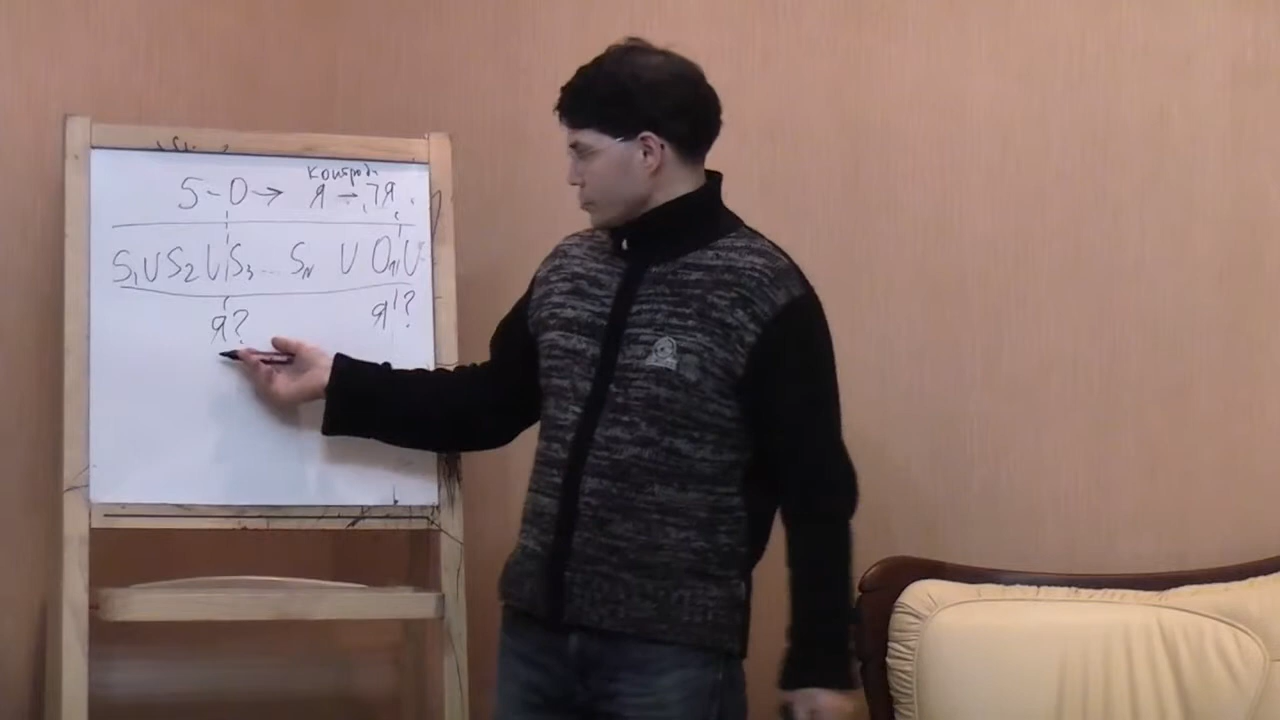 контроль
S - O → Я → ¬Я
S₁ U S₂ U S₃ ... Sₙ U O₁ U
Я? Я?